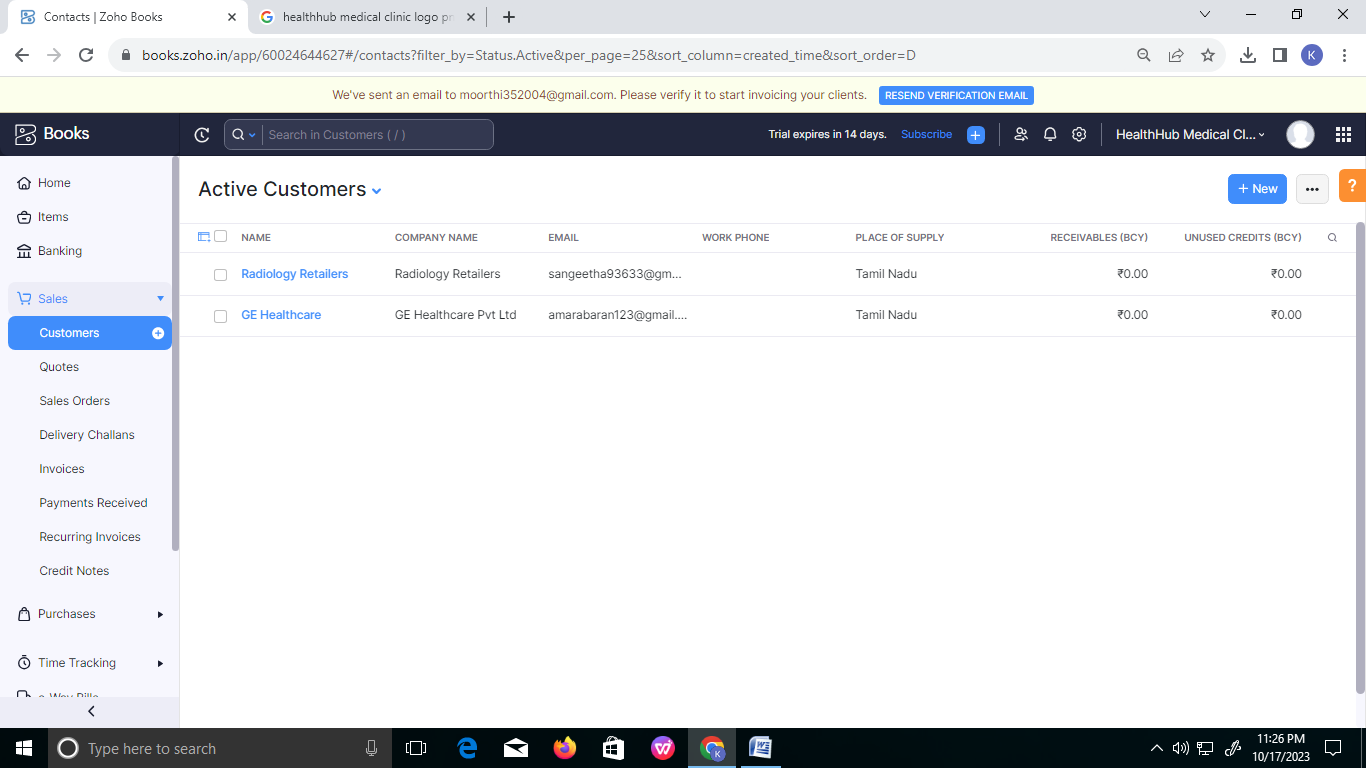 Contacts | Zoho Books
healthhub medical clinic logo pr
books.zoho.in/app/60024644627#/contacts?filter_by=Status.Active&per_page=25&sort_column=created_time&sort_order=D
K
We've sent an email to moorthi352004@gmail.com. Please verify it to start invoicing your clients. RESEND VERIFICATION EMAIL
Books
Search in Customers ( / )
Trial expires in 14 days. Subscribe
HealthHub Medical Cl...
Home
Items
Banking
Sales
Customers
Quotes
Sales Orders
Delivery Challans
Invoices
Payments Received
Recurring Invoices
Credit Notes
Purchases
Time Tracking
e-Way Bills
Active Customers
+ New
?
NAME COMPANY NAME EMAIL WORK PHONE PLACE OF SUPPLY RECEIVABLES (BCY) UNUSED CREDITS (BCY)
Radiology Retailers Radiology Retailers sangeetha93633@gm... Tamil Nadu ₹0.00 ₹0.00
GE Healthcare GE Healthcare Pvt Ltd amarabaran123@gmail.... Tamil Nadu ₹0.00 ₹0.00
Type here to search
11:26 PM
10/17/2023